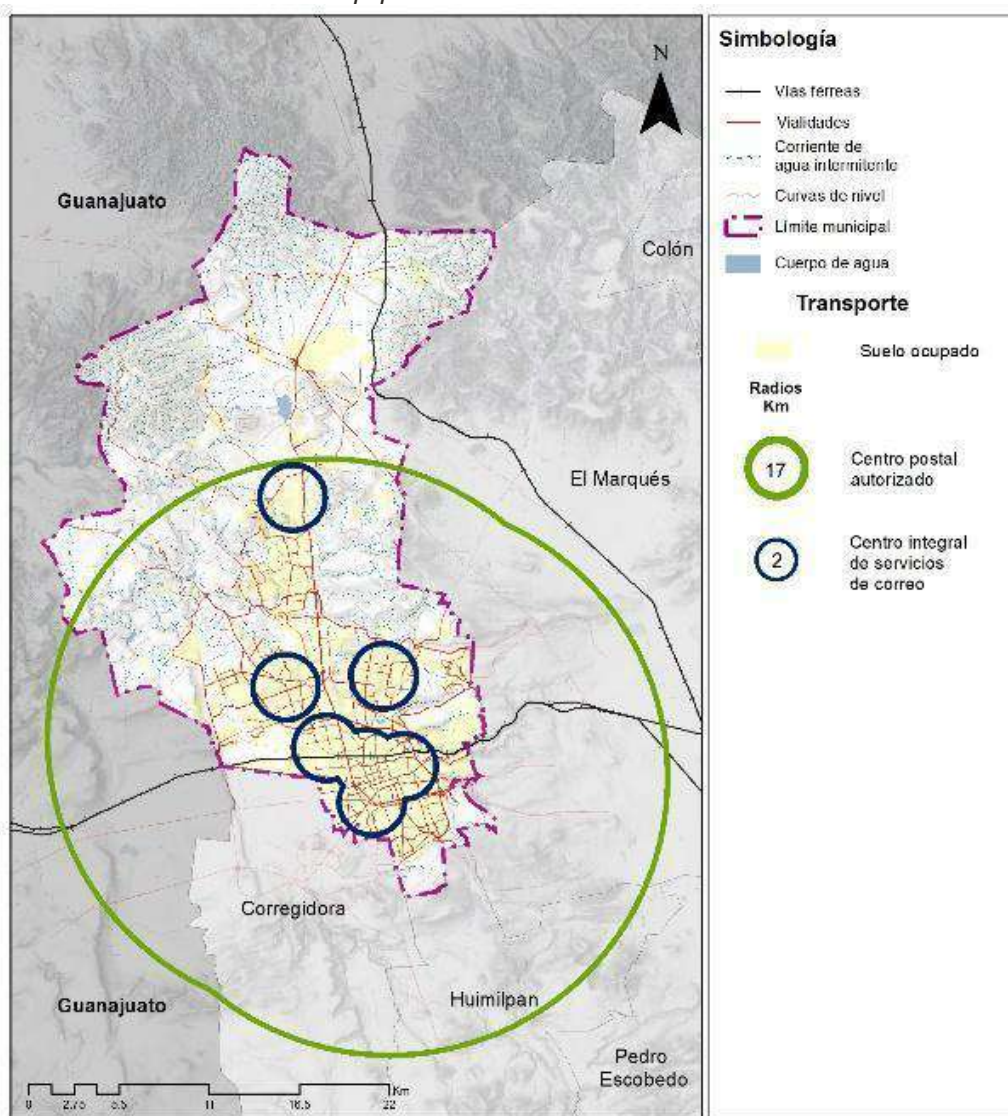 Simbología
N
Vías férreas
Vialidades
Corriente de
agua intermitente
Curvas de nivel
Límite municipal
Cuerpo de agua
Transporte
Suelo ocupado
Radios
Km
17
Centro postal
autorizado
2
Centro integral
de servicios
de correo
Guanajuato
Colón
El Marqués
Corregidora
Guanajuato
Huimilpan
Pedro
Escobedo
Km
0 2.75 5.5 11 16.5 22